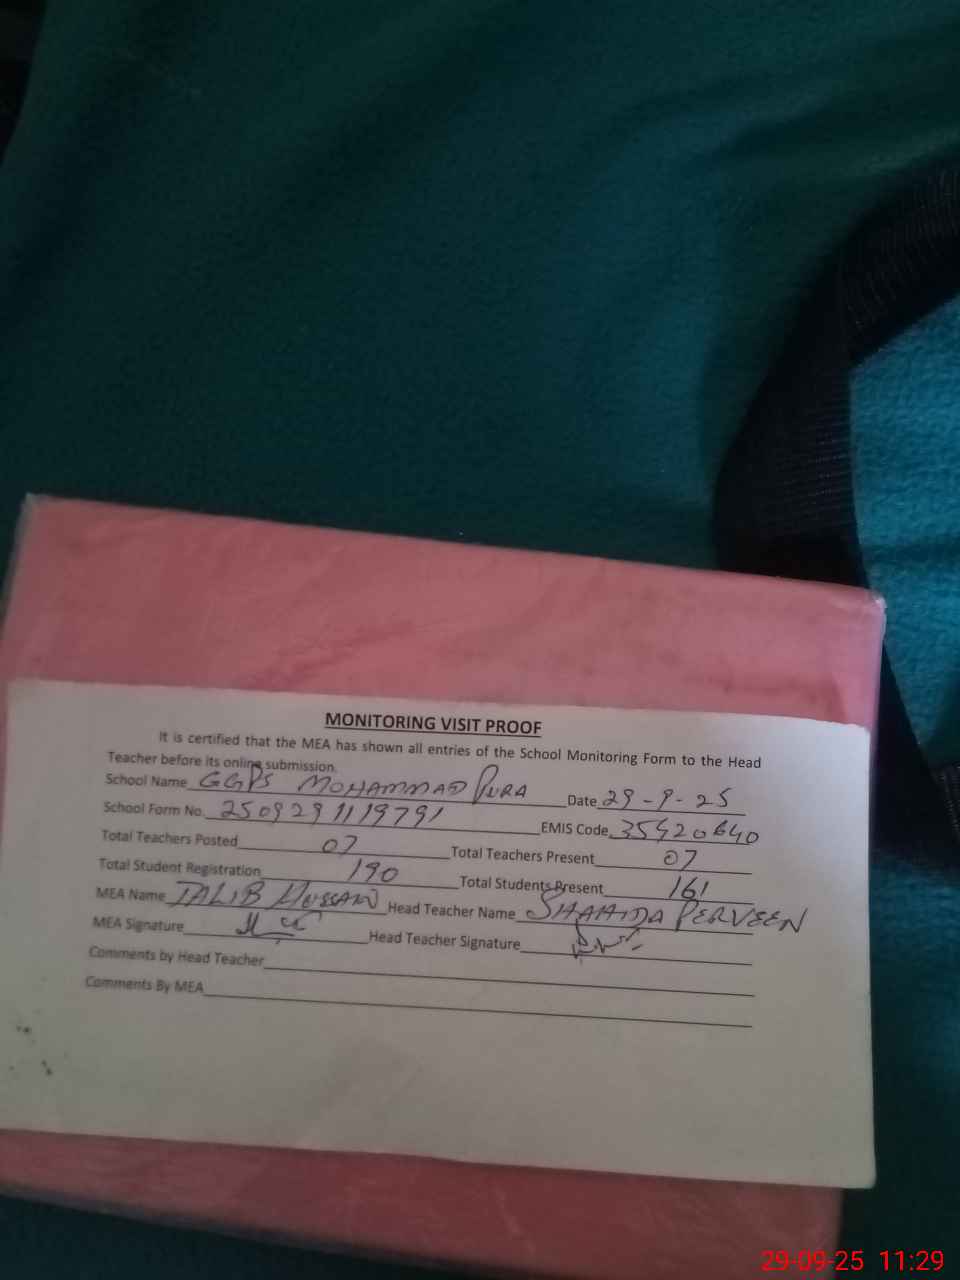 MONITORING VISIT PROOF
It is certified that the MEA has shown all entries of the School Monitoring Form to the Head
Teacher before its online submission.
School Name GGPS MOHAMMAD PURA Date 29-9-25
School Form No. 2509291119791 EMIS Code 35420640
Total Teachers Posted 07 Total Teachers Present 07
Total Student Registration 190 Total Students Present 161
MEA Name TALIB HUSSAIN Head Teacher Name SHAHIDA PERVEEN
MEA Signature Head Teacher Signature
Comments by Head Teacher
Comments By MEA
29-09-25 11:29